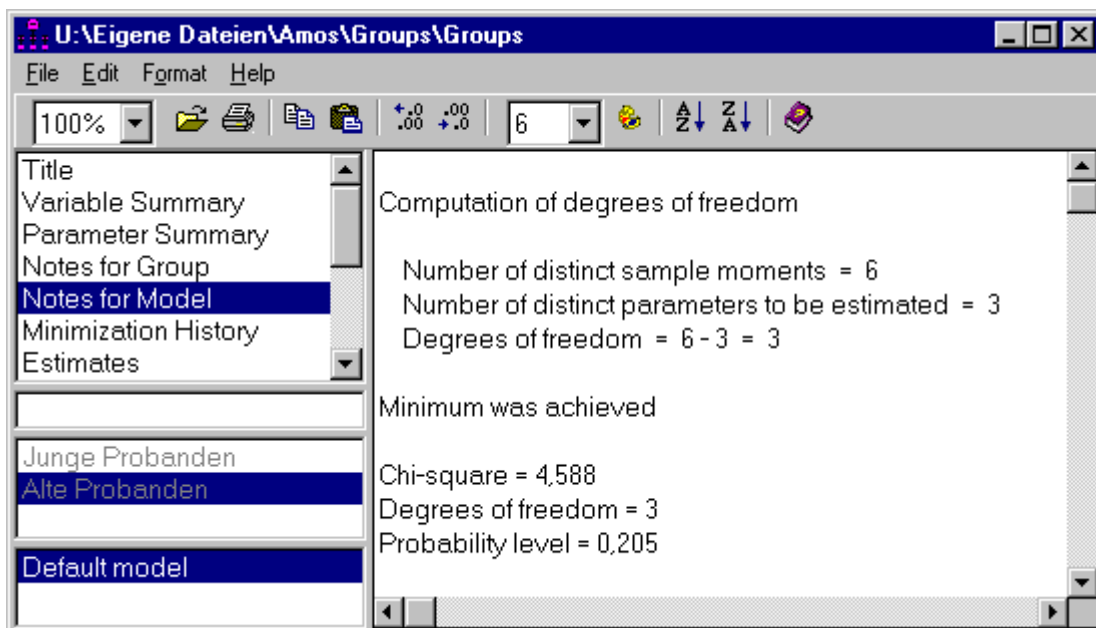 U:\Eigene Dateien\Amos\Groups\Groups
File Edit Format Help
100% 6
Title
Variable Summary
Parameter Summary
Notes for Group
Notes for Model
Minimization History
Estimates
Junge Probanden
Alte Probanden
Default model
Computation of degrees of freedom
Number of distinct sample moments = 6
Number of distinct parameters to be estimated = 3
Degrees of freedom = 6 - 3 = 3
Minimum was achieved
Chi-square = 4,588
Degrees of freedom = 3
Probability level = 0,205